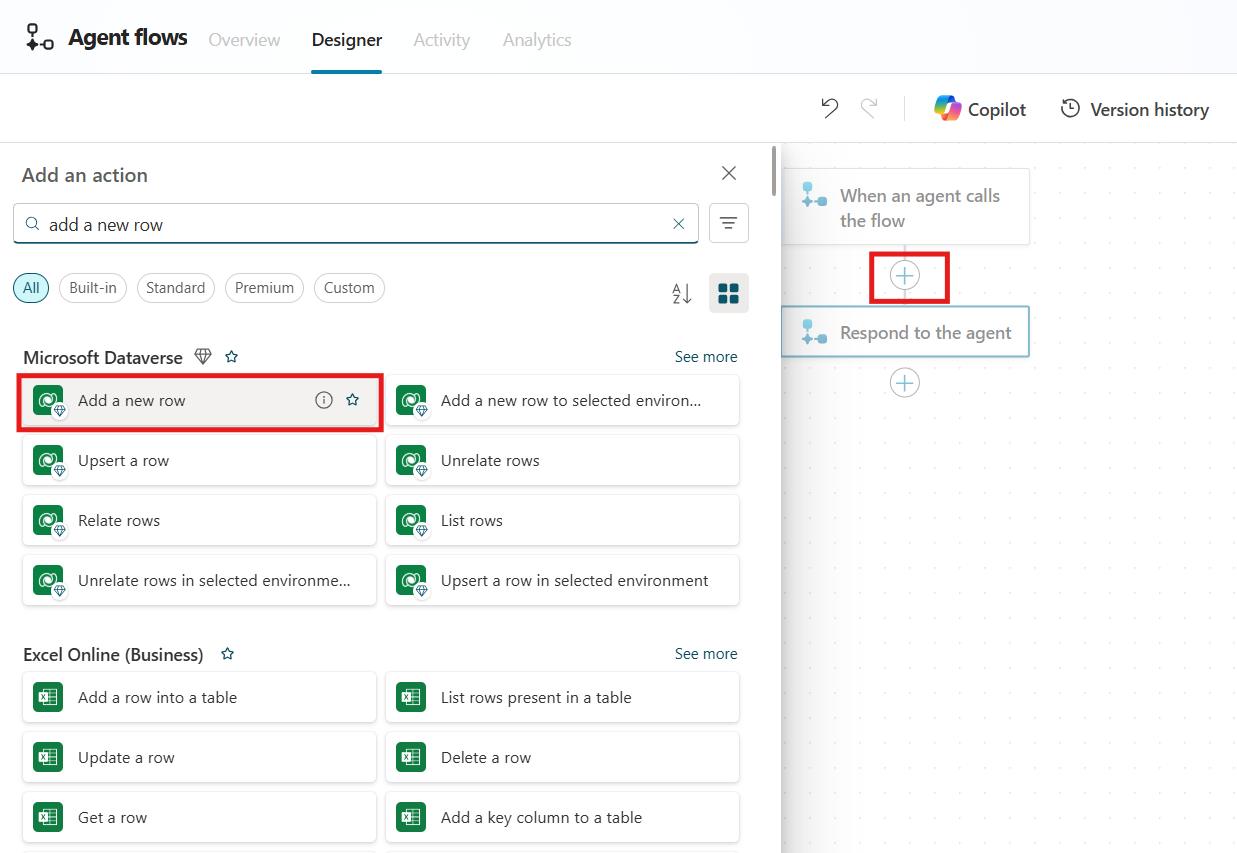 Agent flows
Overview
Designer
Activity
Analytics
Copilot
Version history
Add an action
add a new row
All
Built-in
Standard
Premium
Custom
A
Z
Microsoft Dataverse
See more
Add a new row
Add a new row to selected environ...
Upsert a row
Unrelate rows
Relate rows
List rows
Unrelate rows in selected environme...
Upsert a row in selected environment
Excel Online (Business)
See more
Add a row into a table
List rows present in a table
Update a row
Delete a row
Get a row
Add a key column to a table
When an agent calls
the flow
Respond to the agent